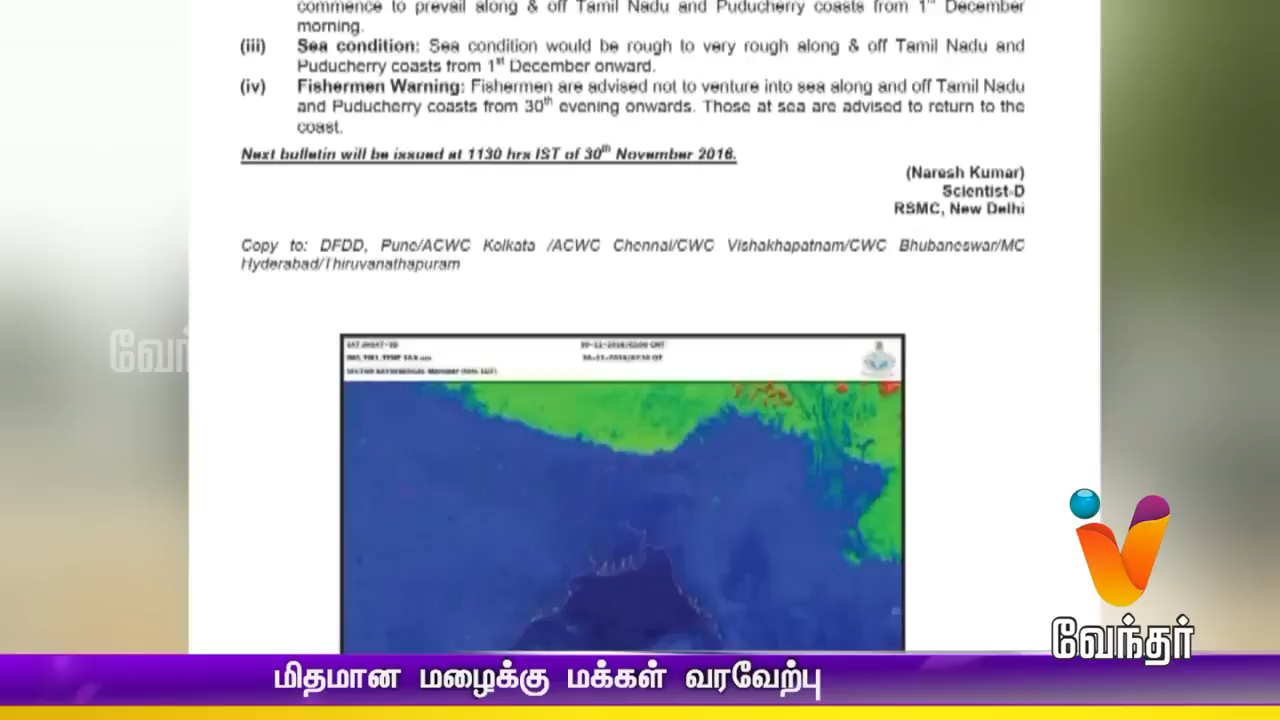 commence to prevail along & off Tamil Nadu and Puducherry coasts from 1st December
morning.
(iii) Sea condition: Sea condition would be rough to very rough along & off Tamil Nadu and
Puducherry coasts from 1st December onward.
(iv) Fishermen Warning: Fishermen are advised not to venture into sea along and off Tamil Nadu
and Puducherry coasts from 30th evening onwards. Those at sea are advised to return to the
coast.
Next bulletin will be issued at 1130 hrs IST of 30th November 2016.
(Naresh Kumar)
Scientist-D
RSMC, New Delhi
Copy to: DFDD, Pune/ACWC Kolkata /ACWC Chennai/CWC Vishakhapatnam/CWC Bhubaneswar/MC
Hyderabad/Thiruvanathapuram
வேந்
வேந்தர்
மிதமான மழைக்கு மக்கள் வரவேற்பு